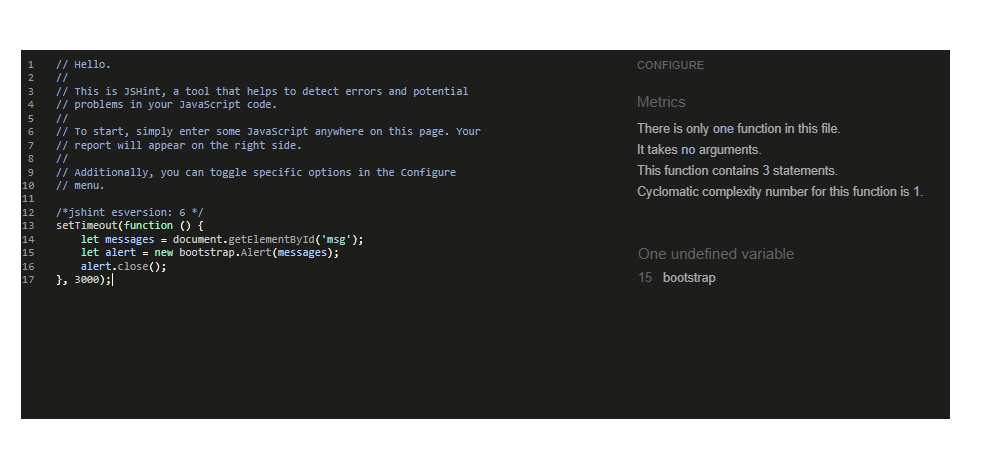 1 // Hello.
2 //
3 // This is JSHint, a tool that helps to detect errors and potential
4 // problems in your JavaScript code.
5 //
6 // To start, simply enter some JavaScript anywhere on this page. Your
7 // report will appear on the right side.
8 //
9 // Additionally, you can toggle specific options in the Configure
10 // menu.
11
12 /*jshint esversion: 6 */
13 setTimeout(function () {
14     let messages = document.getElementById('msg');
15     let alert = new bootstrap.Alert(messages);
16     alert.close();
17 }, 3000);
CONFIGURE
Metrics
There is only one function in this file.
It takes no arguments.
This function contains 3 statements.
Cyclomatic complexity number for this function is 1.
One undefined variable
15 bootstrap